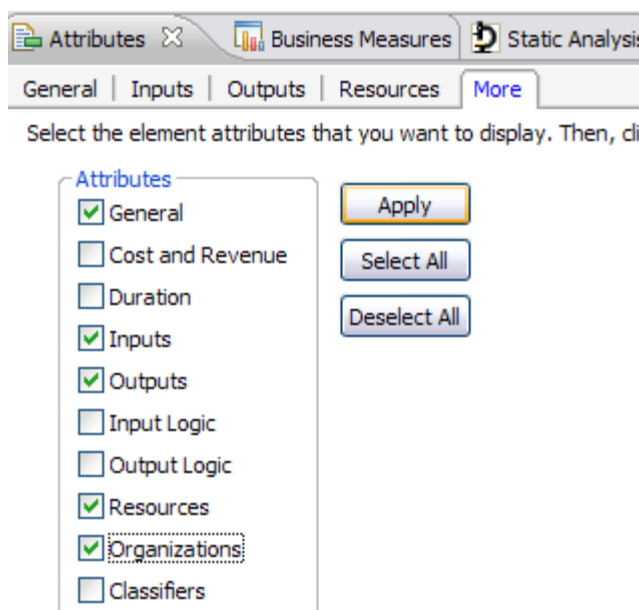 Attributes Business Measures Static Analysis
General Inputs Outputs Resources More
Select the element attributes that you want to display. Then,
Attributes
General Apply
Cost and Revenue Select All
Duration Deselect All
Inputs
Outputs
Input Logic
Output Logic
Resources
Organizations
Classifiers